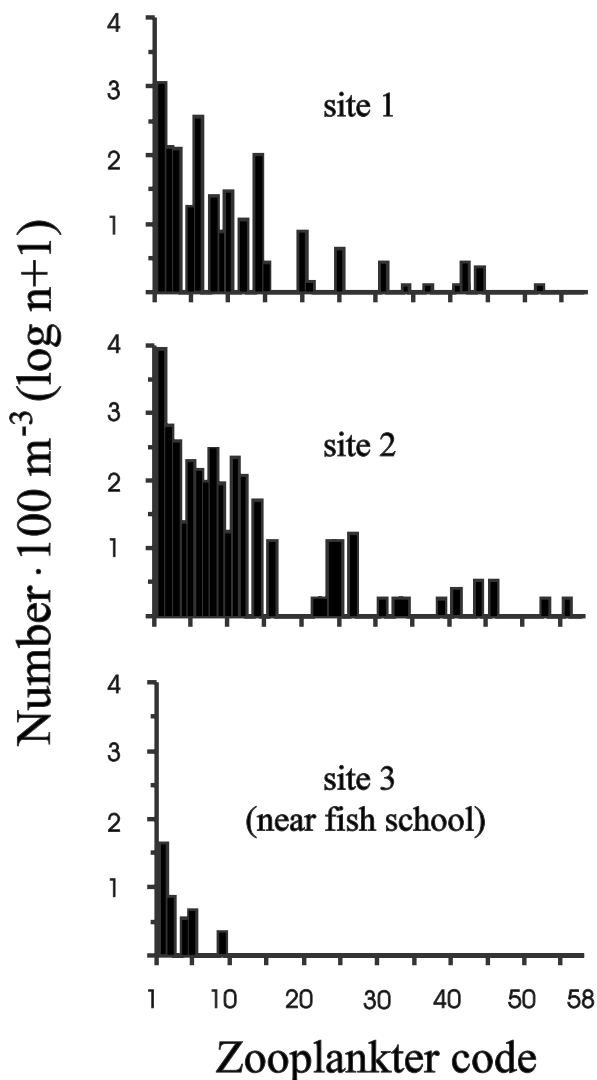 4
3
site 1
2
1
4
3
site 2
2
1
Number · 100 m⁻³ (log n+1)
4
3
site 3
(near fish school)
2
1
1 10 20 30 40 50 58
Zooplankter code